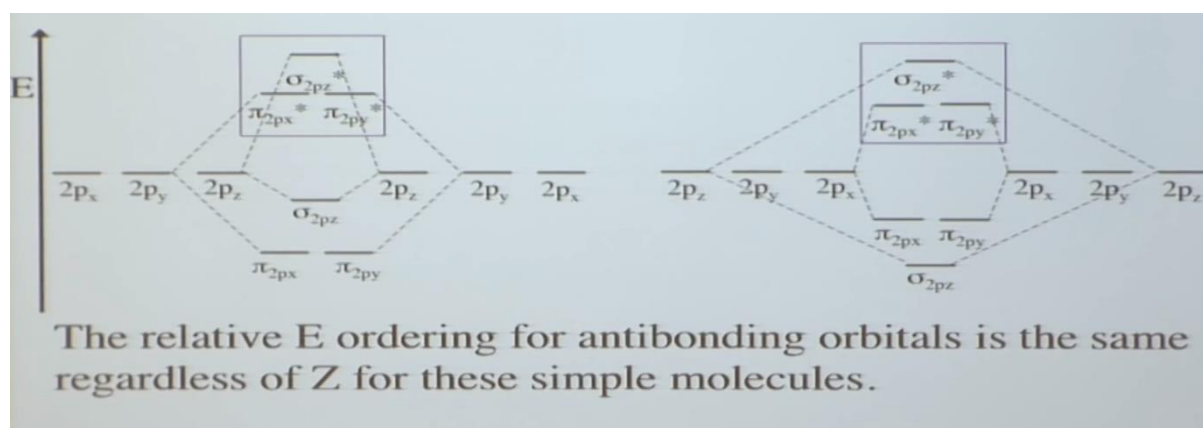 E
σ2pz*
π2px* π2py*
2px 2py 2pz 2pz 2py 2px
σ2pz
π2px π2py
σ2pz*
π2px* π2py*
2pz 2py 2px 2px 2py 2pz
π2px π2py
σ2pz
The relative E ordering for antibonding orbitals is the same
regardless of Z for these simple molecules.